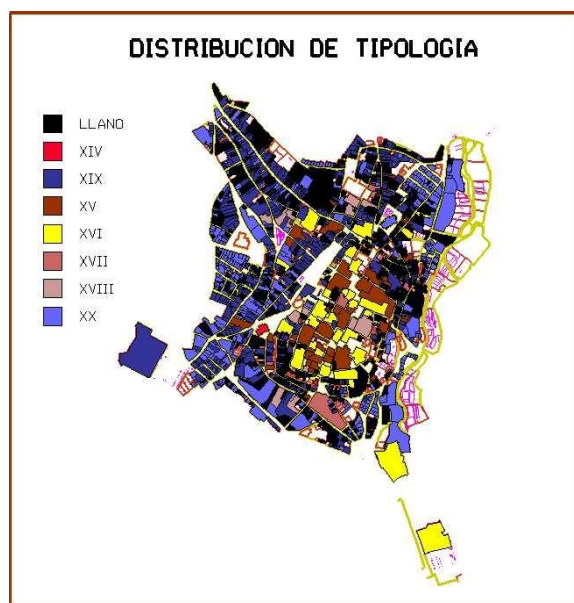 DISTRIBUCION DE TIPOLOGIA
LLANO
XIV
XIX
XV
XVI
XVII
XVIII
XX